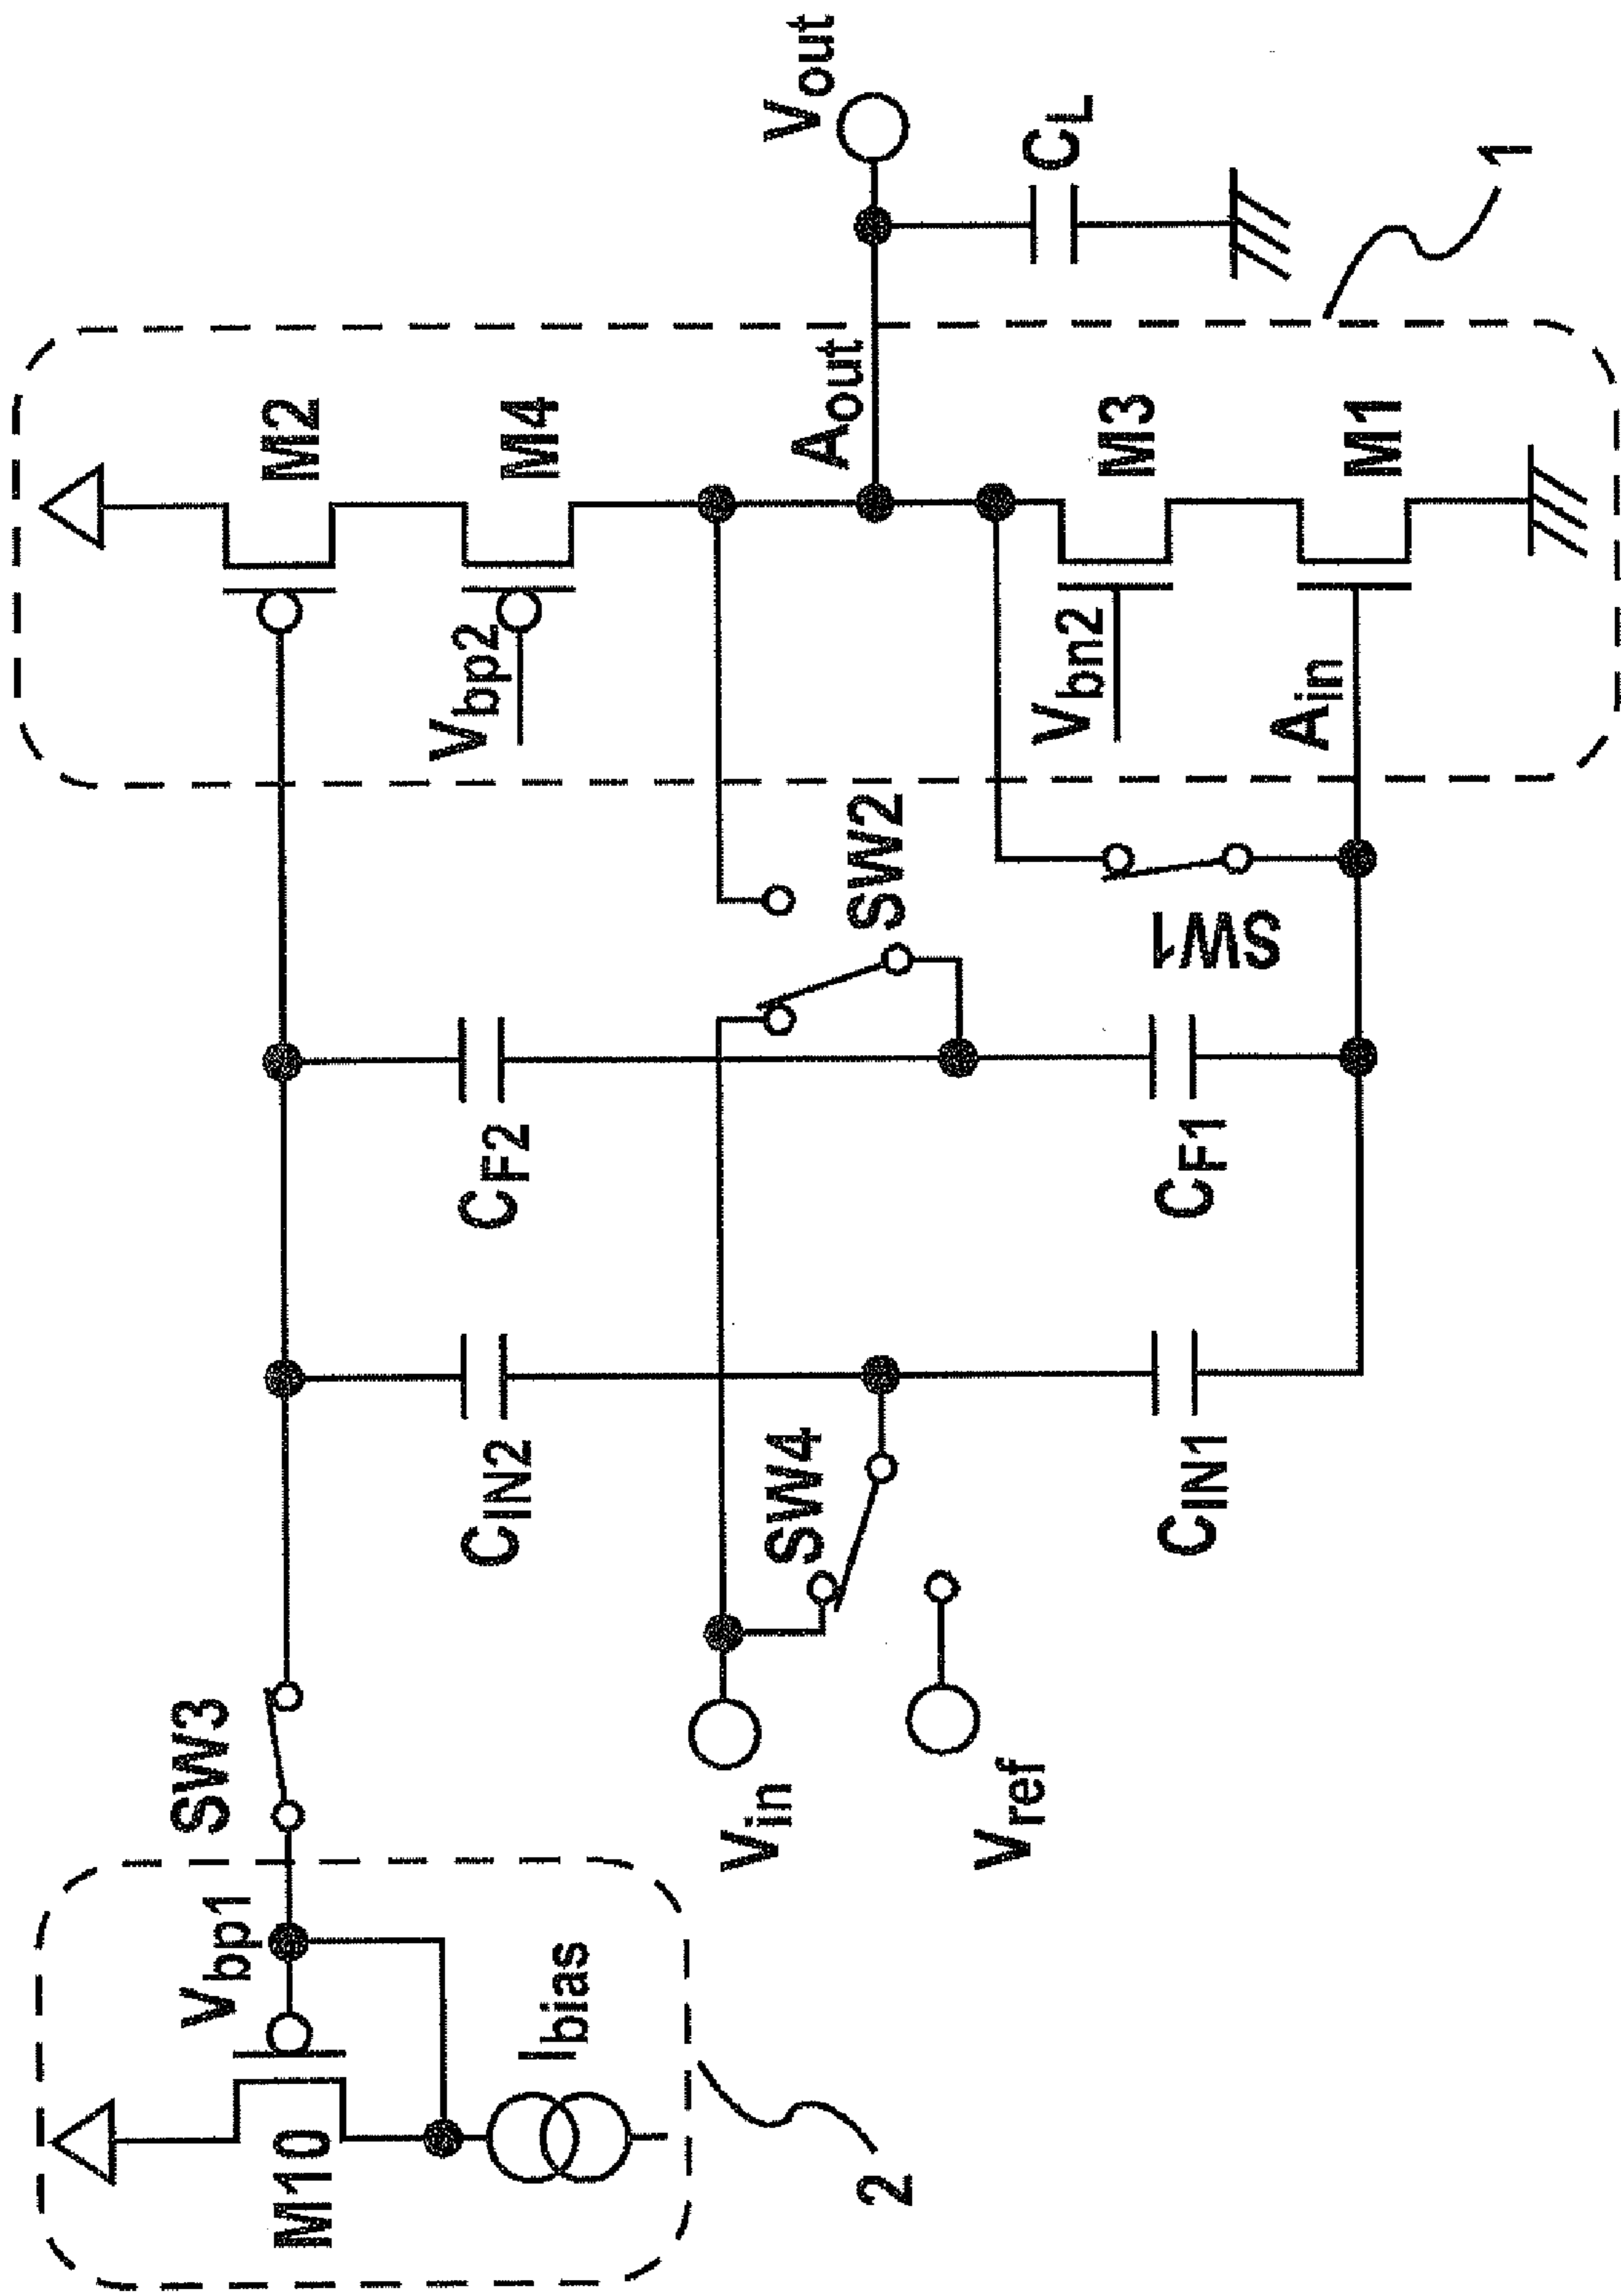 M10
Vbp1
Ibias
2
SW3
Vin
Vref
SW4
CIN2
CIN1
CF2
CF1
SW2
SW1
M2
Vbp2
M4
Aout
Vbn2
M3
Ain
M1
Vout
CL
1